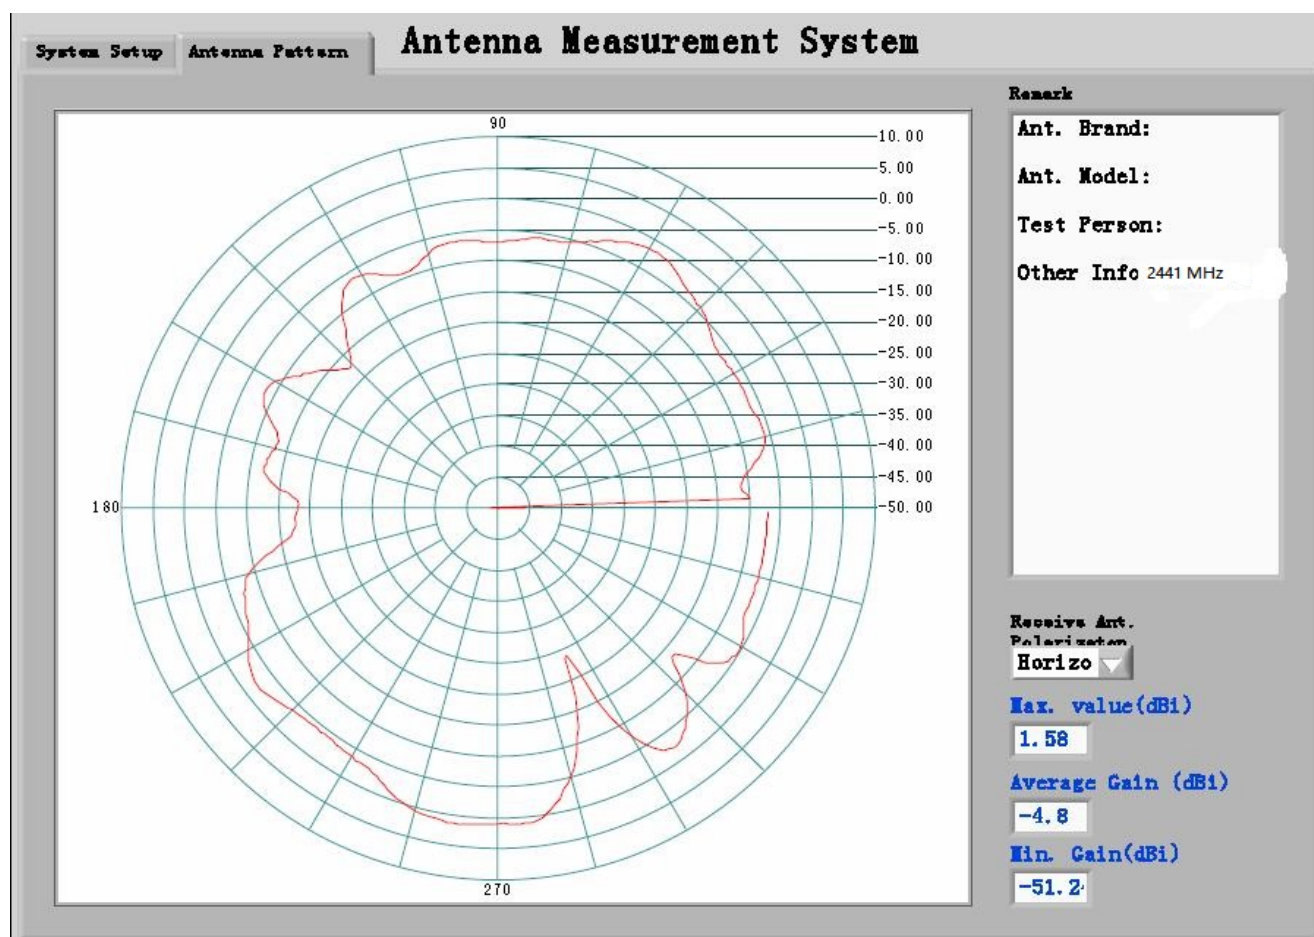 Antenna Measurement System
System Setup
Antenna Pattern
90
10.00
5.00
0.00
-5.00
-10.00
-15.00
-20.00
-25.00
-30.00
-35.00
-40.00
-45.00
-50.00
180
270
Remark
Ant. Brand:
Ant. Model:
Test Person:
Other Info 2441 MHz
Receive Ant.
Polarizaton
Horizo
Max. value(dBi)
1.58
Average Gain (dBi)
-4.8
Min. Gain(dBi)
-51.2